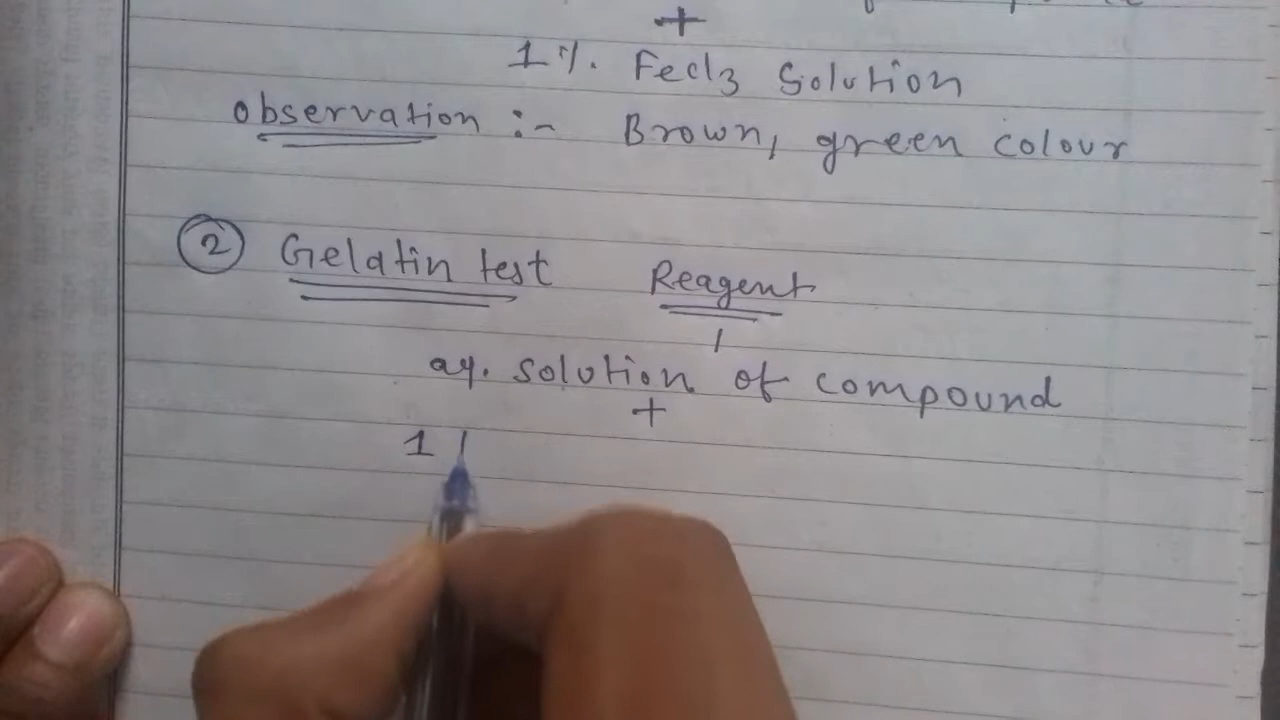 +
1%. Fecl3 Solution
Observation :- Brown, green colour
2 Gelatin test Reagent
aq. solution of compound
+
1